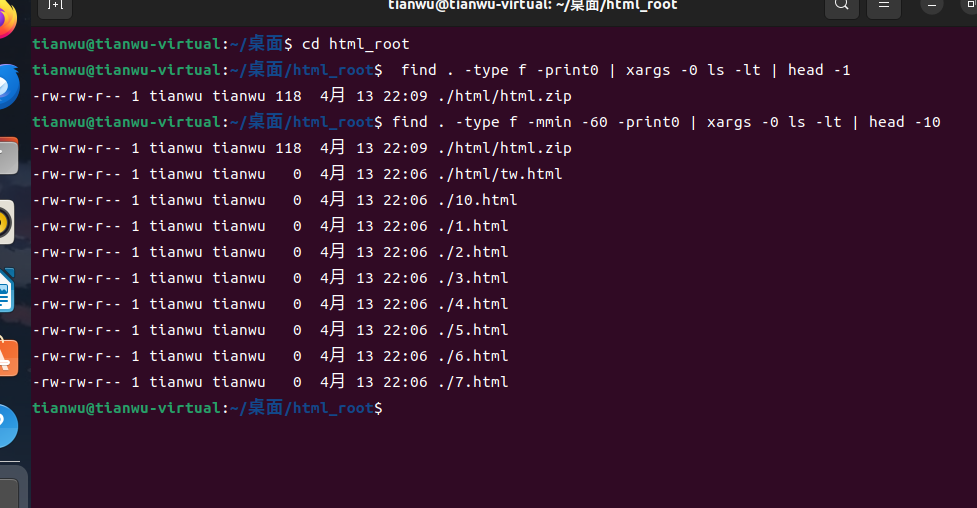 tianwu@tianwu-virtual: ~/桌面/html_root
tianwu@tianwu-virtual:~/桌面$ cd html_root
tianwu@tianwu-virtual:~/桌面/html_root$  find . -type f -print0 | xargs -0 ls -lt | head -1
-rw-rw-r-- 1 tianwu tianwu 118  4月 13 22:09 ./html/html.zip
tianwu@tianwu-virtual:~/桌面/html_root$ find . -type f -mmin -60 -print0 | xargs -0 ls -lt | head -10
-rw-rw-r-- 1 tianwu tianwu 118  4月 13 22:09 ./html/html.zip
-rw-rw-r-- 1 tianwu tianwu   0  4月 13 22:06 ./html/tw.html
-rw-rw-r-- 1 tianwu tianwu   0  4月 13 22:06 ./10.html
-rw-rw-r-- 1 tianwu tianwu   0  4月 13 22:06 ./1.html
-rw-rw-r-- 1 tianwu tianwu   0  4月 13 22:06 ./2.html
-rw-rw-r-- 1 tianwu tianwu   0  4月 13 22:06 ./3.html
-rw-rw-r-- 1 tianwu tianwu   0  4月 13 22:06 ./4.html
-rw-rw-r-- 1 tianwu tianwu   0  4月 13 22:06 ./5.html
-rw-rw-r-- 1 tianwu tianwu   0  4月 13 22:06 ./6.html
-rw-rw-r-- 1 tianwu tianwu   0  4月 13 22:06 ./7.html
tianwu@tianwu-virtual:~/桌面/html_root$